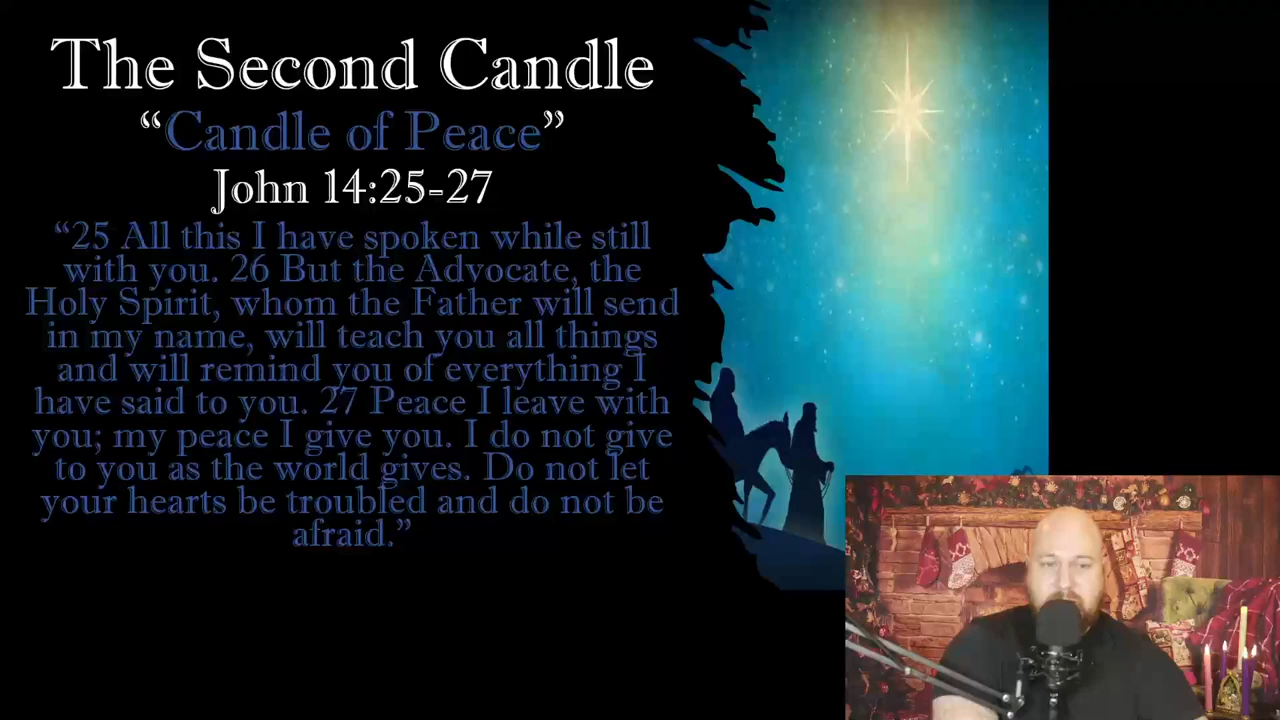 The Second Candle
“Candle of Peace”
John 14:25-27
“25 All this I have spoken while still
with you. 26 But the Advocate, the
Holy Spirit, whom the Father will send
in my name, will teach you all things
and will remind you of everything I
have said to you. 27 Peace I leave with
you; my peace I give you. I do not give
to you as the world gives. Do not let
your hearts be troubled and do not be
afraid.”